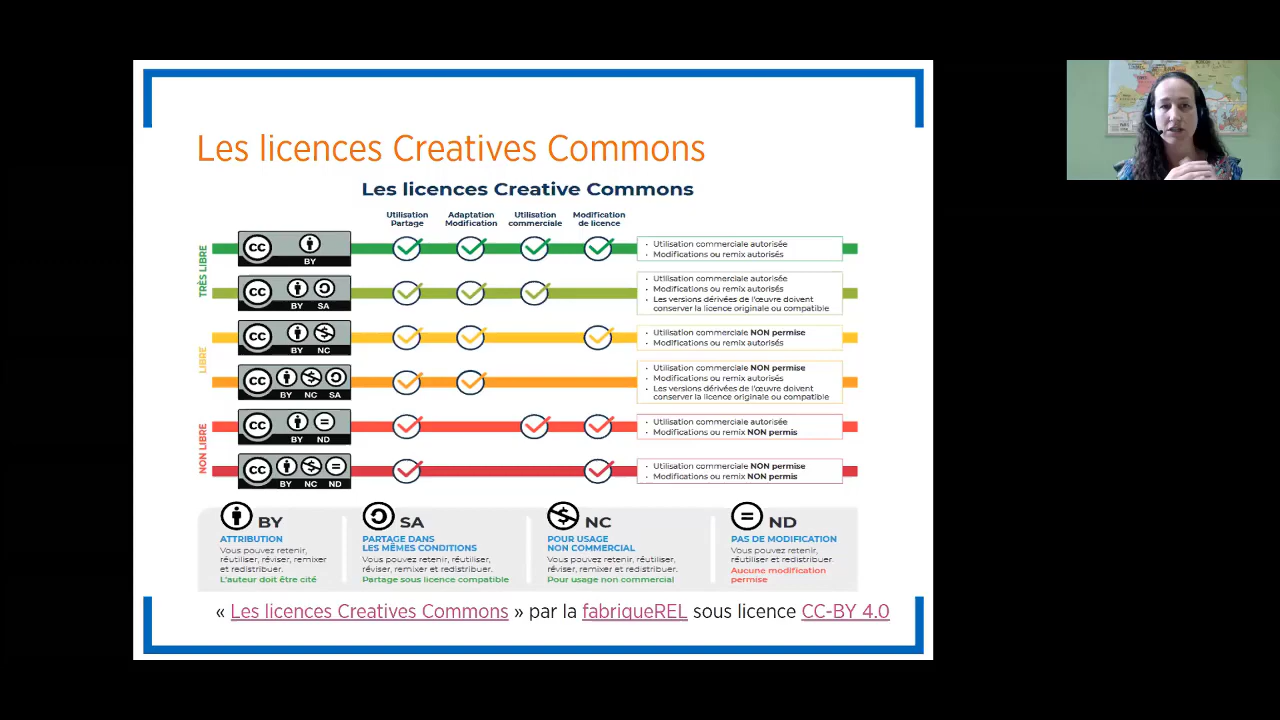 Les licences Creatives Commons
Les licences Creative Commons
Utilisation
Partage
Adaptation
Modification
Utilisation
commerciale
Modification
de licence
TRÈS LIBRE
LIBRE
NON LIBRE
CC
BY
· Utilisation commerciale autorisée
· Modifications ou remix autorisés
CC
BY SA
· Utilisation commerciale autorisée
· Modifications ou remix autorisés
· Les versions dérivées de l'œuvre doivent
conserver la licence originale ou compatible
CC
BY NC
· Utilisation commerciale NON permise
· Modifications ou remix autorisés
CC
BY NC SA
· Utilisation commerciale NON permise
· Modifications ou remix autorisés
· Les versions dérivées de l'œuvre doivent
conserver la licence originale ou compatible
CC
BY ND
· Utilisation commerciale autorisée
· Modifications ou remix NON permis
CC
BY NC ND
· Utilisation commerciale NON permise
· Modifications ou remix NON permis
BY
ATTRIBUTION
Vous pouvez retenir,
réutiliser, réviser, remixer
et redistribuer.
L'auteur doit être cité
SA
PARTAGE DANS
LES MÊMES CONDITIONS
Vous pouvez retenir, réutiliser,
réviser, remixer et redistribuer.
Partage sous licence compatible
NC
POUR USAGE
NON COMMERCIAL
Vous pouvez retenir, réutiliser,
réviser, remixer et redistribuer.
Pour usage non commercial
ND
PAS DE MODIFICATION
Vous pouvez retenir,
réutiliser et redistribuer.
Aucune modification
permise
« Les licences Creatives Commons » par la fabriqueREL sous licence CC-BY 4.0